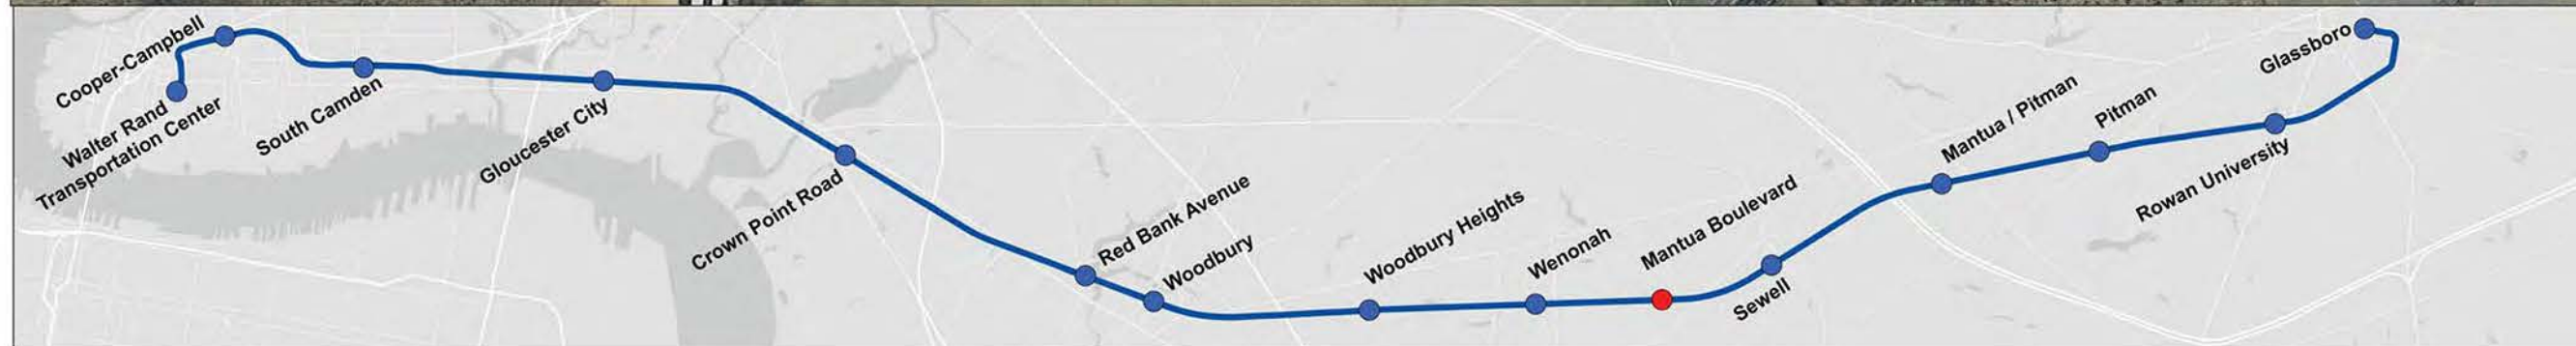 Cooper-Campbell
Walter Rand
Transportation Center
South Camden
Gloucester City
Crown Point Road
Red Bank Avenue
Woodbury
Woodbury Heights
Wenonah
Mantua Boulevard
Sewell
Mantua / Pitman
Pitman
Rowan University
Glassboro